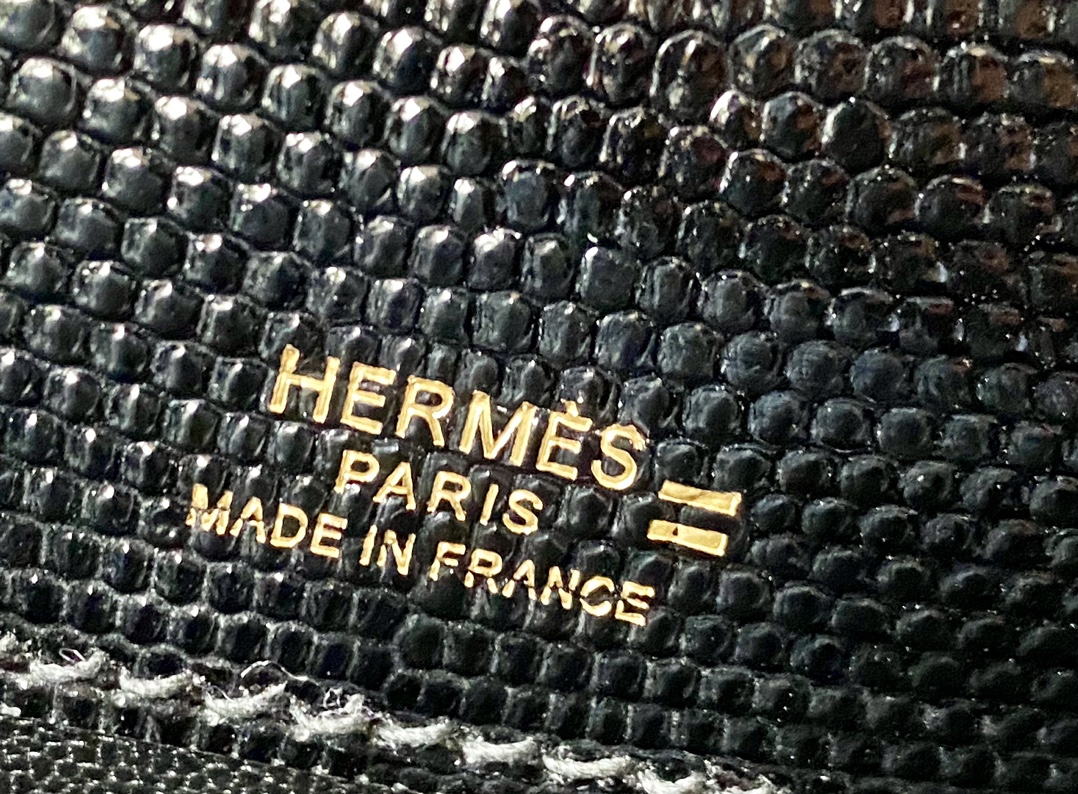 HERMÈS
PARIS
MADE IN FRANCE
=